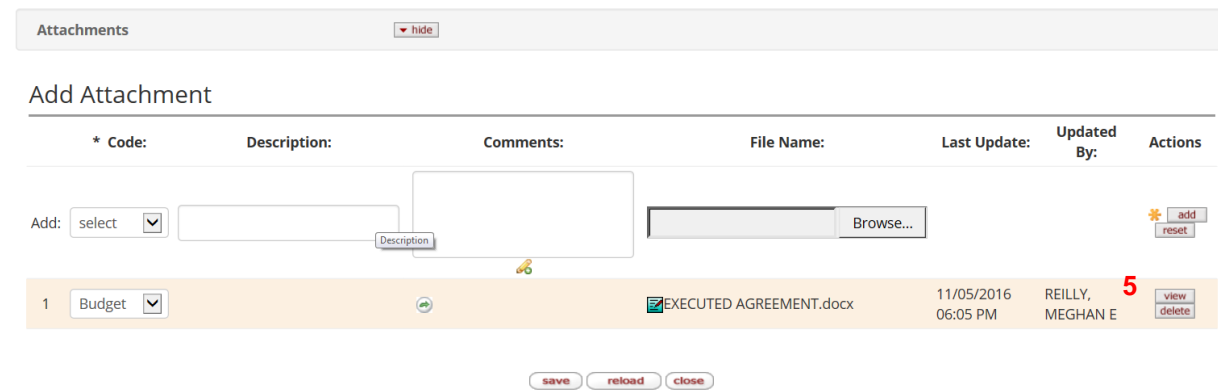 Attachments hide
Add Attachment
* Code: Description: Comments: File Name: Last Update: Updated By: Actions
Add: select Browse... add
reset
Description
1 Budget EXECUTED AGREEMENT.docx 11/05/2016 06:05 PM REILLY, MEGHAN E 5 view
delete
save reload close